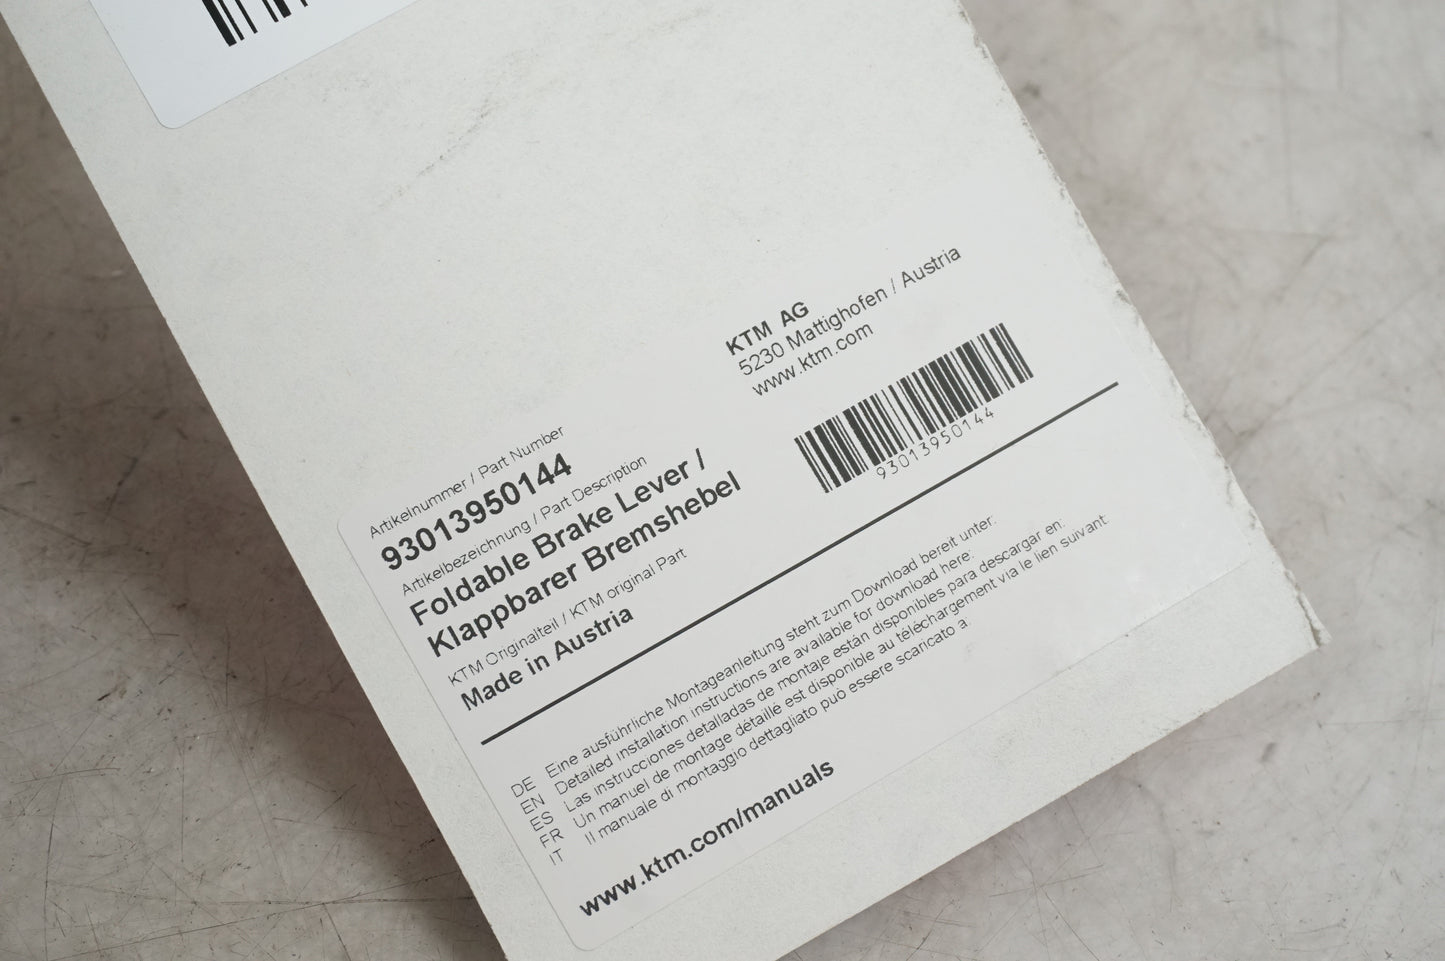 KTM AG
5230 Mattighofen / Austria
www.ktm.com
93013950144
Artikelnummer / Part Number
93013950144
Artikelbezeichnung / Part Description
Foldable Brake Lever /
Klappbarer Bremshebel
KTM Originalteil / KTM original Part
Made in Austria
DE Eine ausführliche Montageanleitung steht zum Download bereit unter:
EN Detailed installation instructions are available for download here:
ES Las instrucciones detalladas de montaje están disponibles para descargar en:
FR Un manuel de montage détaillé est disponible au téléchargement via le lien suivant:
IT Il manuale di montaggio dettagliato può essere scaricato a:
www.ktm.com/manuals